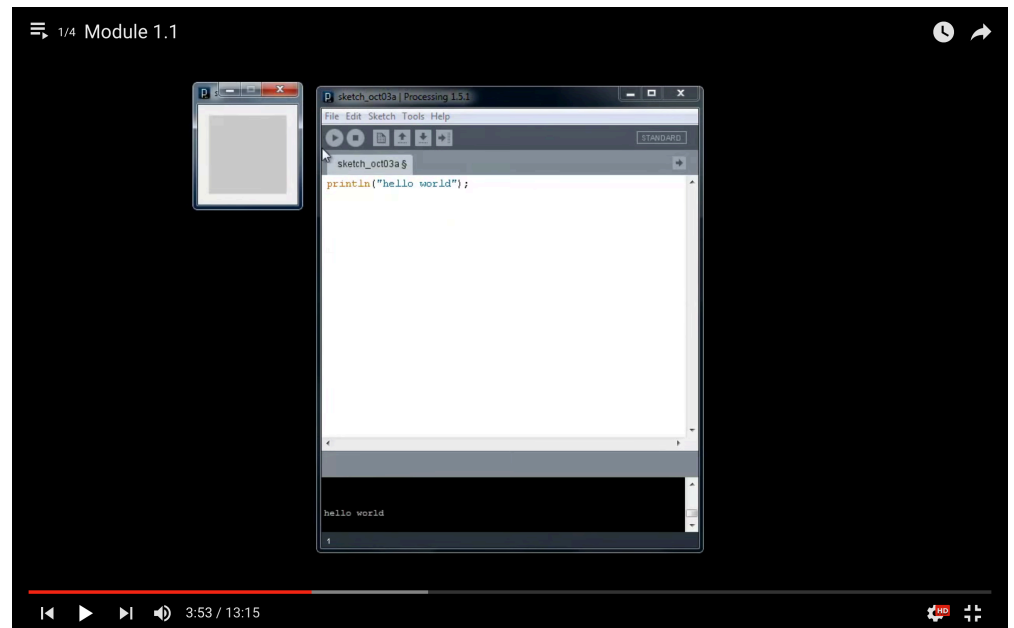 1/4 Module 1.1
sketch_oct03a | Processing 1.5.1
File Edit Sketch Tools Help
STANDARD
sketch_oct03a §
println("hello world");
hello world
1
3:53 / 13:15
HD